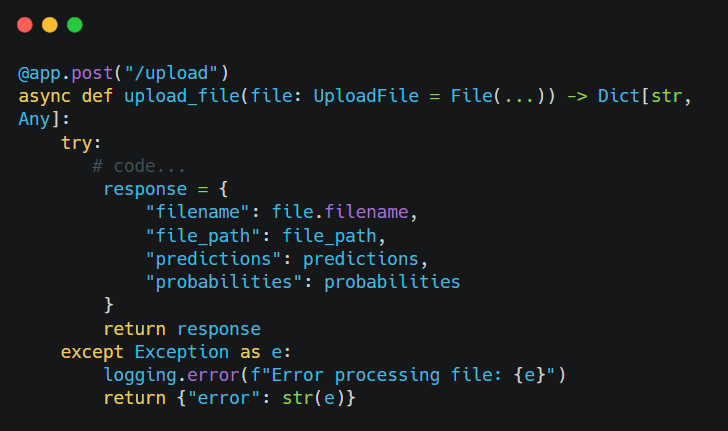 @app.post("/upload")
async def upload_file(file: UploadFile = File(...)) -> Dict[str,
Any]:
    try:
       # code...
        response = {
            "filename": file.filename,
            "file_path": file_path,
            "predictions": predictions,
            "probabilities": probabilities
        }
        return response
    except Exception as e:
        logging.error(f"Error processing file: {e}")
        return {"error": str(e)}